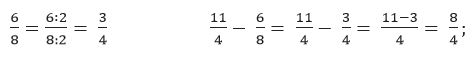 6/8 = 6:2/8:2 = 3/4    11/4 − 6/8 = 11/4 − 3/4 = 11−3/4 = 8/4;